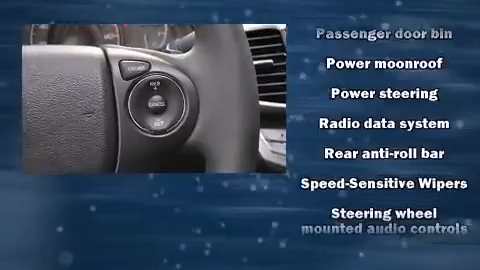 Passenger door bin
Power moonroof
Power steering
Radio data system
Rear anti-roll bar
Speed-Sensitive Wipers
Steering wheel
mounted audio controls
CANCEL